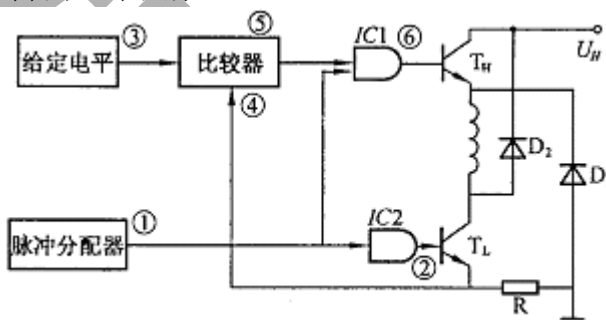 ③ ⑤ IC1 ⑥
给定电平 比较器 T_H U_H
④
D₂ D
① IC2
脉冲分配器 ② T_L
R